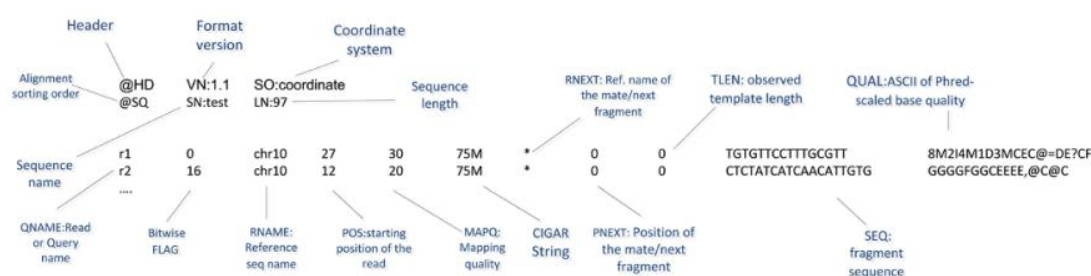 Header
Format
version
Coordinate
system
Alignment
sorting order
@HD VN:1.1 SO:coordinate
@SQ SN:test LN:97
Sequence
length
RNEXT: Ref. name of
the mate/next
fragment
TLEN: observed
template length
QUAL:ASCII of Phred-
scaled base quality
Sequence
name
r1 0 chr10 27 30 75M * 0 0 TGTGTTCCTTTGCGTT 8M2I4M1D3MCEC@=DE?CF
r2 16 chr10 12 20 75M * 0 0 CTCTATCATCAACATTGTG GGGGFGGCEEEE,@C@C
....
QNAME:Read
or Query
name
Bitwise
FLAG
RNAME:
Reference
seq name
POS:starting
position of the
read
MAPQ:
Mapping
quality
CIGAR
String
PNEXT: Position of
the mate/next
fragment
SEQ:
fragment
sequence